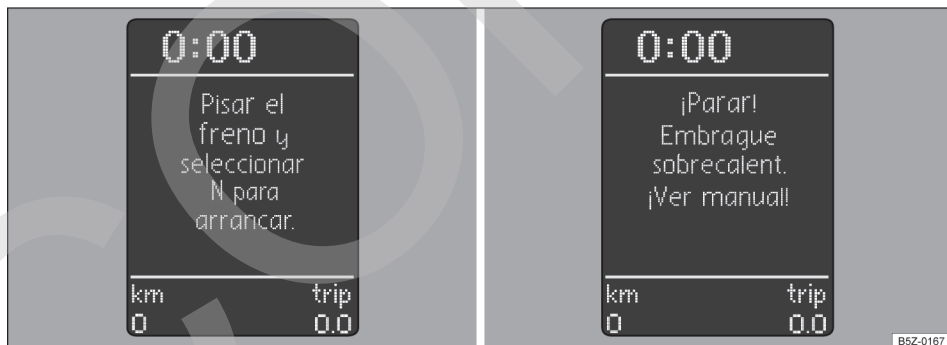 0:00
Pisar el
freno y
seleccionar
N para
arrancar.
km trip
0 0.0
0:00
¡Parar!
Embrague
sobrecalent.
¡Ver manual!
km trip
0 0.0
B5Z-0167